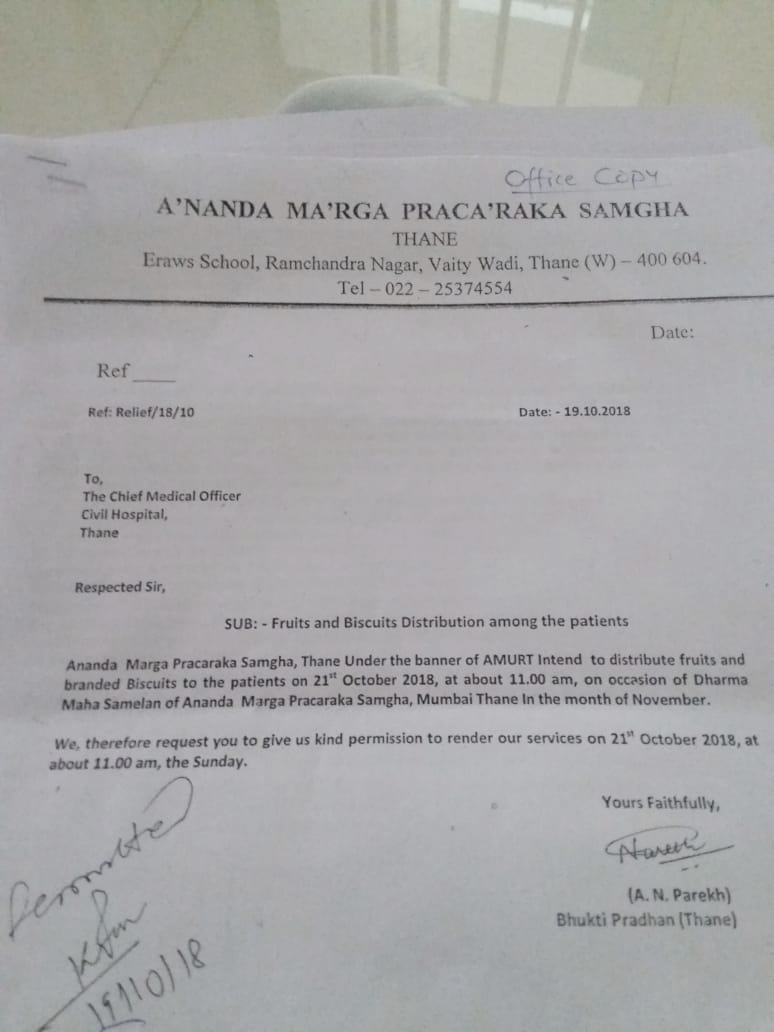 Office Copy
A'NANDA MA'RGA PRACA'RAKA SAMGHA
THANE
Eraws School, Ramchandra Nagar, Vaity Wadi, Thane (W) – 400 604.
Tel – 022 – 25374554
Date:
Ref ____
Ref: Relief/18/10 Date: - 19.10.2018
To,
The Chief Medical Officer
Civil Hospital,
Thane
Respected Sir,
SUB: - Fruits and Biscuits Distribution among the patients
Ananda Marga Pracaraka Samgha, Thane Under the banner of AMURT Intend to distribute fruits and
branded Biscuits to the patients on 21st October 2018, at about 11.00 am, on occasion of Dharma
Maha Samelan of Ananda Marga Pracaraka Samgha, Mumbai Thane In the month of November.
We, therefore request you to give us kind permission to render our services on 21st October 2018, at
about 11.00 am, the Sunday.
Yours Faithfully,
(A. N. Parekh)
Bhukti Pradhan (Thane)
Permitted
19/10/18